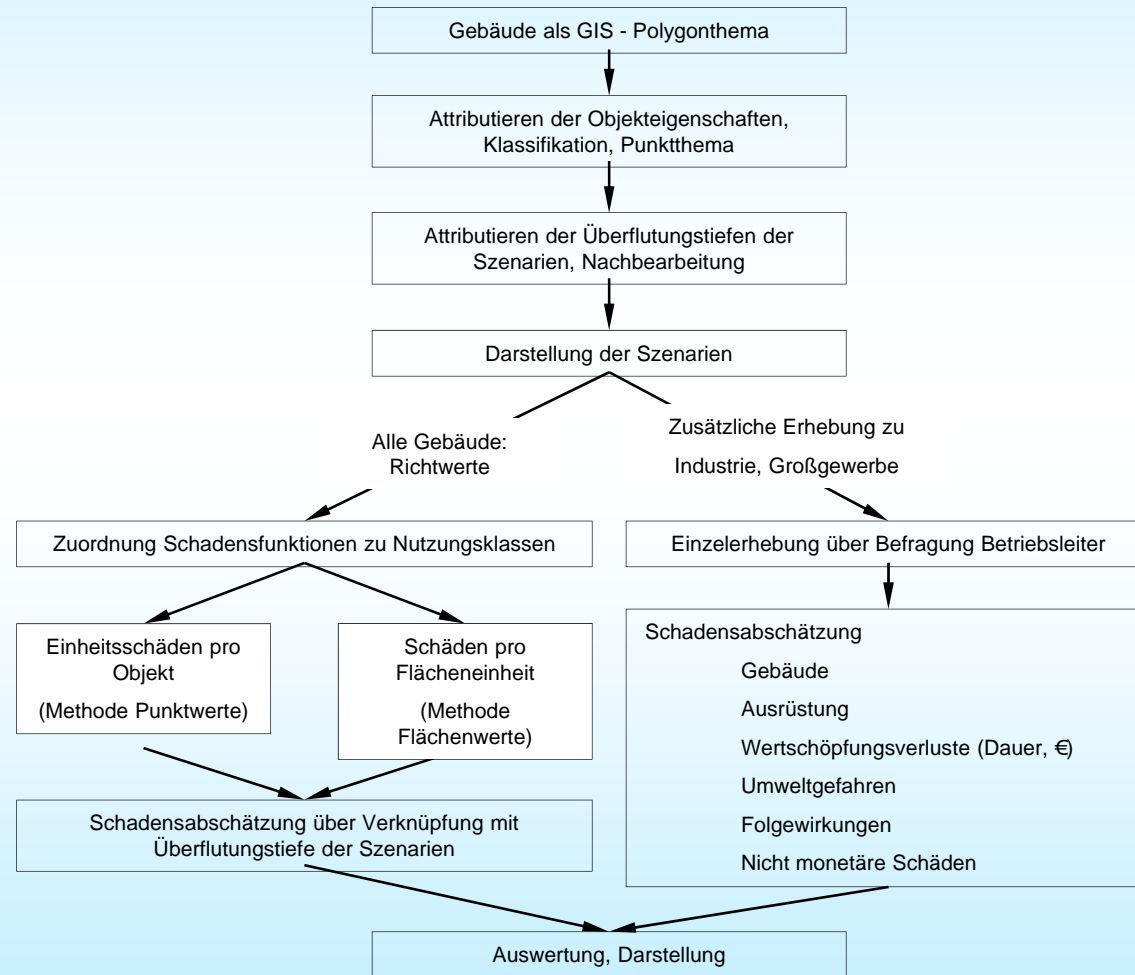 Gebäude als GIS - Polygonthema
Attributieren der Objekteigenschaften,
Klassifikation, Punktthema
Attributieren der Überflutungstiefen der
Szenarien, Nachbearbeitung
Darstellung der Szenarien
Alle Gebäude:
Richtwerte
Zusätzliche Erhebung zu
Industrie, Großgewerbe
Zuordnung Schadensfunktionen zu Nutzungsklassen
Einzelerhebung über Befragung Betriebsleiter
Einheitsschäden pro
Objekt
(Methode Punktwerte)
Schäden pro
Flächeneinheit
(Methode
Flächenwerte)
Schadensabschätzung
Gebäude
Ausrüstung
Wertschöpfungsverluste (Dauer, €)
Umweltgefahren
Folgewirkungen
Nicht monetäre Schäden
Schadensabschätzung über Verknüpfung mit
Überflutungstiefe der Szenarien
Auswertung, Darstellung